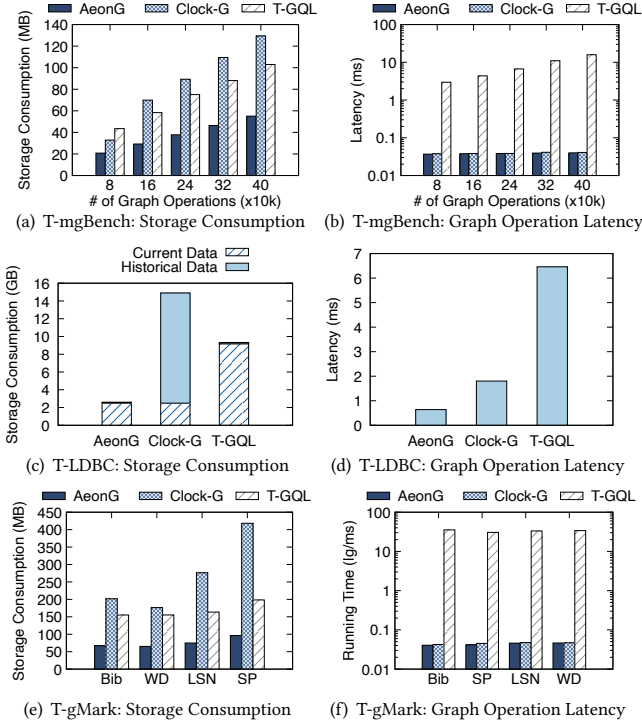 AeonG Clock-G T-GQL
Storage Consumption (MB)
140
120
100
80
60
40
20
0
8 16 24 32 40
# of Graph Operations (x10k)
(a) T-mgBench: Storage Consumption
AeonG Clock-G T-GQL
Latency (ms)
100
10
1
0.1
0.01
8 16 24 32 40
# of Graph Operations (x10k)
(b) T-mgBench: Graph Operation Latency
Current Data
Historical Data
Storage Consumption (GB)
16
14
12
10
8
6
4
2
0
AeonG Clock-G T-GQL
(c) T-LDBC: Storage Consumption
Latency (ms)
7
6
5
4
3
2
1
0
AeonG Clock-G T-GQL
(d) T-LDBC: Graph Operation Latency
AeonG Clock-G T-GQL
Storage Consumption (MB)
450
400
350
300
250
200
150
100
50
0
Bib WD LSN SP
(e) T-gMark: Storage Consumption
AeonG Clock-G T-GQL
Running Time (lg/ms)
100
10
1
0.1
0.01
Bib SP LSN WD
(f) T-gMark: Graph Operation Latency